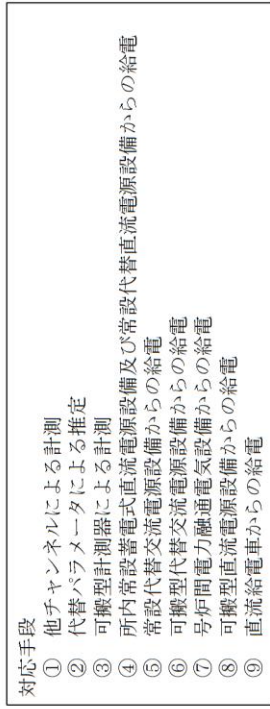 対応手段
① 他チャンネルによる計測
② 代替パラメータによる推定
③ 可搬型計測器による計測
④ 所内常設蓄電式直流電源設備及び常設代替直流電源設備からの給電
⑤ 常設代替交流電源設備からの給電
⑥ 可搬型代替交流電源設備からの給電
⑦ 号炉間電力融通電気設備からの給電
⑧ 可搬型直流電源設備からの給電
⑨ 直流給電車からの給電